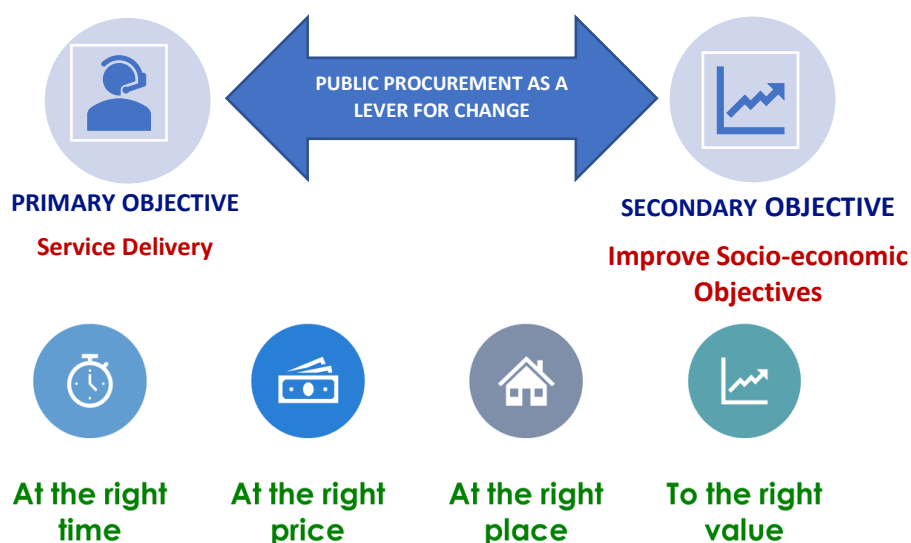 PUBLIC PROCUREMENT AS A
LEVER FOR CHANGE
PRIMARY OBJECTIVE
Service Delivery
SECONDARY OBJECTIVE
Improve Socio-economic
Objectives
At the right
time
At the right
price
At the right
place
To the right
value